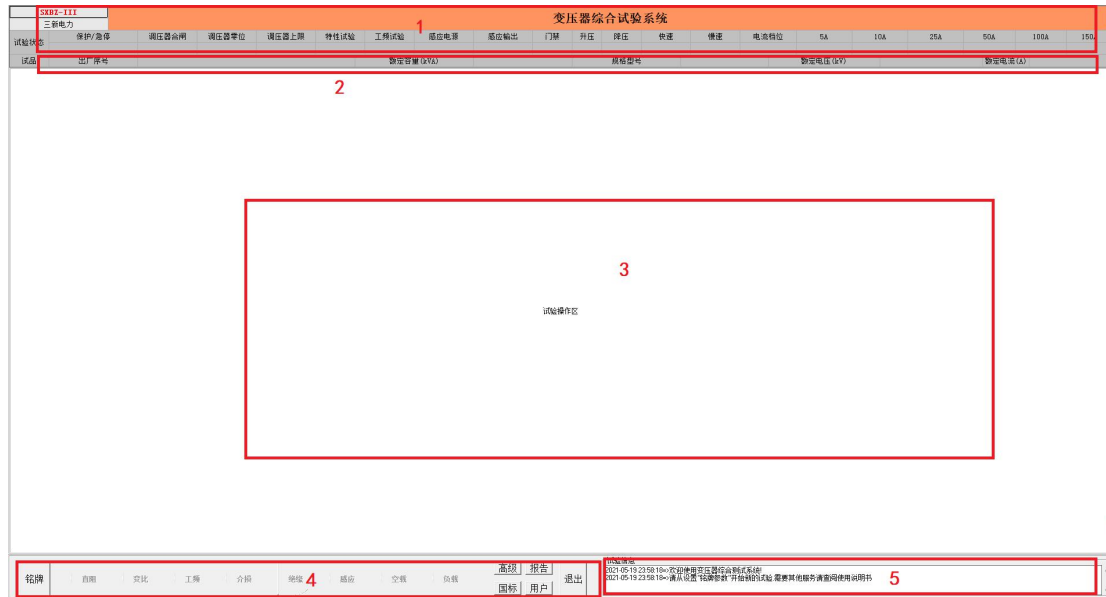 SXBZ-III
三新电力
变压器综合试验系统
1
试验状态 保护/急停 调压器合闸 调压器零位 调压器上限 特性试验 工频试验 感应电源 感应输出 门禁 升压 降压 快速 慢速 电流档位 5A 10A 25A 50A 100A 150A
试品 出厂序号 额定容量(kVA) 规格型号 额定电压(kV) 额定电流(A)
2
3
试验操作区
铭牌 直阻 变比 工频 介损 绝缘 感应 空载 负载 高级 报告 国标 用户 退出
4
试验信息
2021-05-19 23:58:18=>欢迎使用变压器综合测试系统!
2021-05-19 23:58:18=>请从设置"铭牌参数"开始新的试验,需要其他服务请查阅使用说明书
5